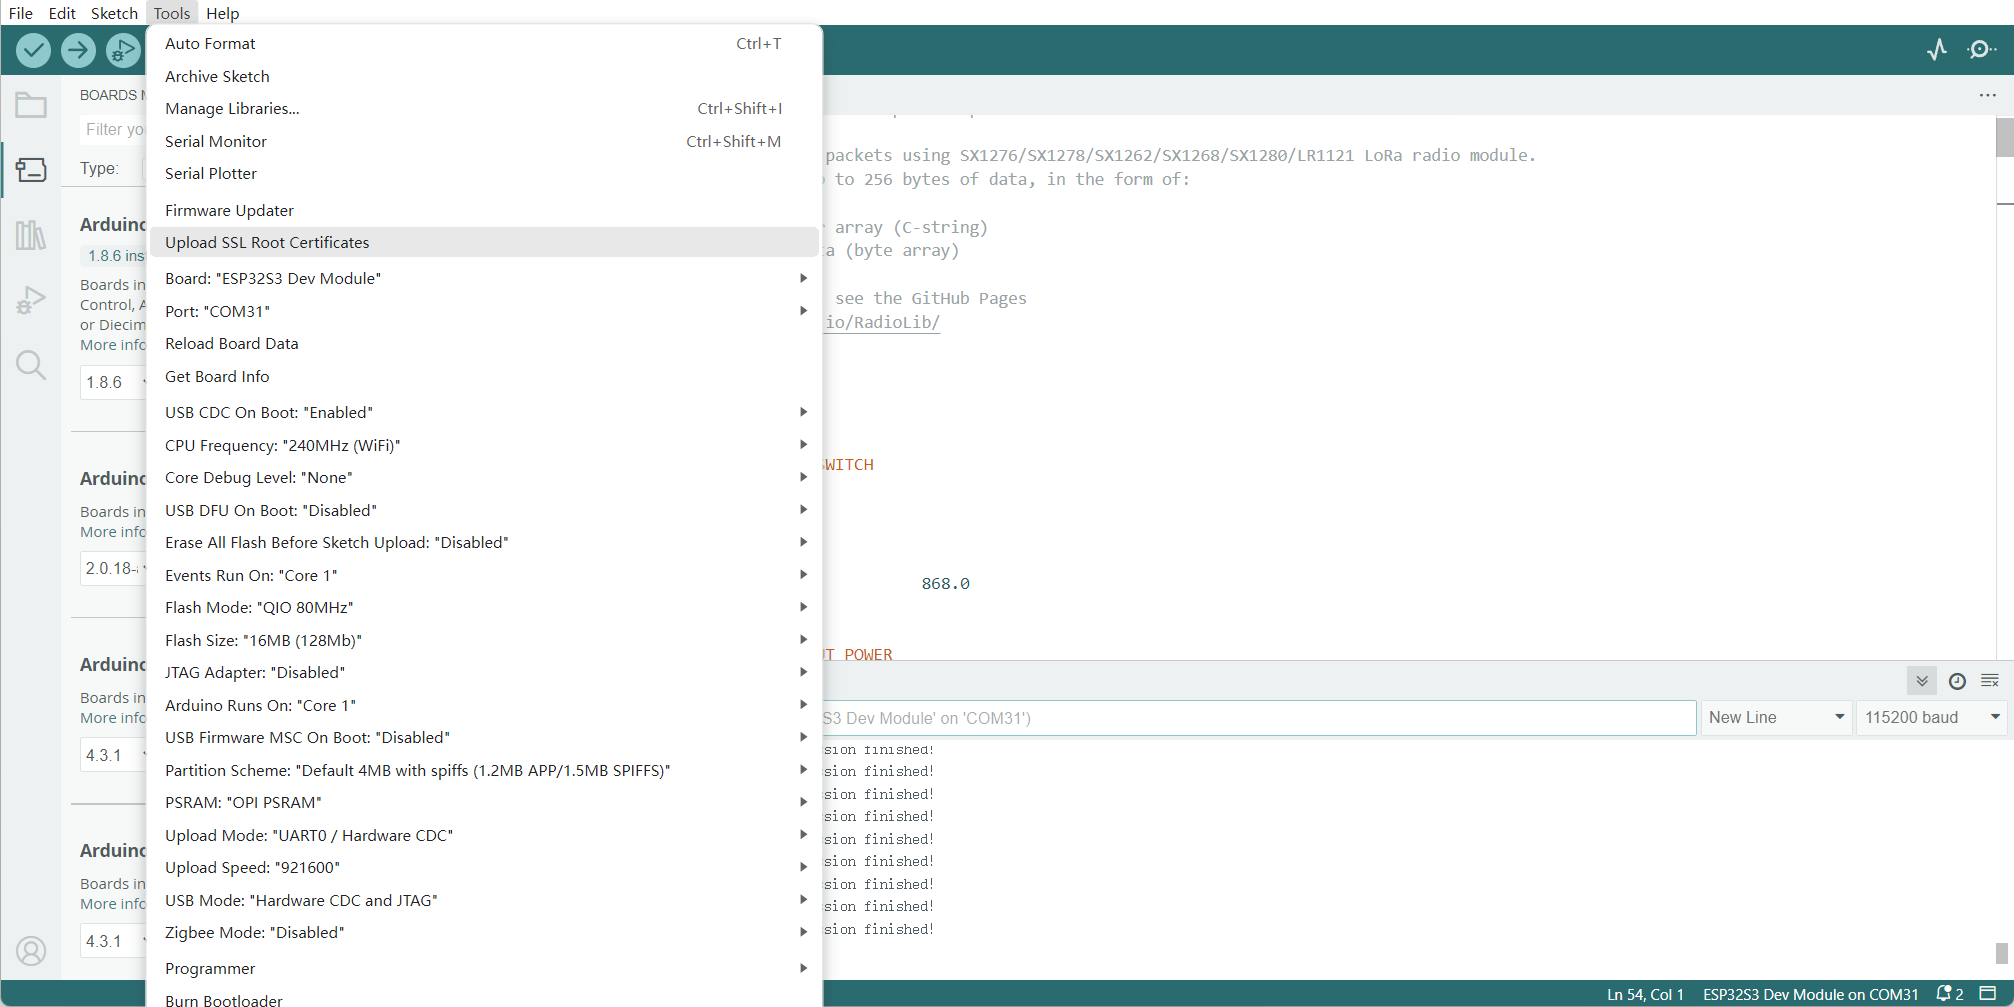 File Edit Sketch Tools Help
Auto Format Ctrl+T
Archive Sketch
Manage Libraries... Ctrl+Shift+I
Serial Monitor Ctrl+Shift+M
Serial Plotter
Firmware Updater
Upload SSL Root Certificates
Board: "ESP32S3 Dev Module"
Port: "COM31"
Reload Board Data
Get Board Info
USB CDC On Boot: "Enabled"
CPU Frequency: "240MHz (WiFi)"
Core Debug Level: "None"
USB DFU On Boot: "Disabled"
Erase All Flash Before Sketch Upload: "Disabled"
Events Run On: "Core 1"
Flash Mode: "QIO 80MHz"
Flash Size: "16MB (128Mb)"
JTAG Adapter: "Disabled"
Arduino Runs On: "Core 1"
USB Firmware MSC On Boot: "Disabled"
Partition Scheme: "Default 4MB with spiffs (1.2MB APP/1.5MB SPIFFS)"
PSRAM: "OPI PSRAM"
Upload Mode: "UART0 / Hardware CDC"
Upload Speed: "921600"
USB Mode: "Hardware CDC and JTAG"
Zigbee Mode: "Disabled"
Programmer
Burn Bootloader
BOARDS
Filter yo
Type:
Arduino
1.8.6 ins
Boards in
Control, A
or Diecim
More info
1.8.6
Arduino
Boards in
More info
2.0.18-
Arduino
Boards in
More info
4.3.1
Arduino
Boards in
More info
4.3.1
packets using SX1276/SX1278/SX1262/SX1268/SX1280/LR1121 LoRa radio module.
to 256 bytes of data, in the form of:
array (C-string)
a (byte array)
see the GitHub Pages
io/RadioLib/
WITCH
868.0
T POWER
S3 Dev Module' on 'COM31')
New Line
115200 baud
sion finished!
sion finished!
sion finished!
sion finished!
sion finished!
sion finished!
sion finished!
sion finished!
sion finished!
Ln 54, Col 1 ESP32S3 Dev Module on COM31 2